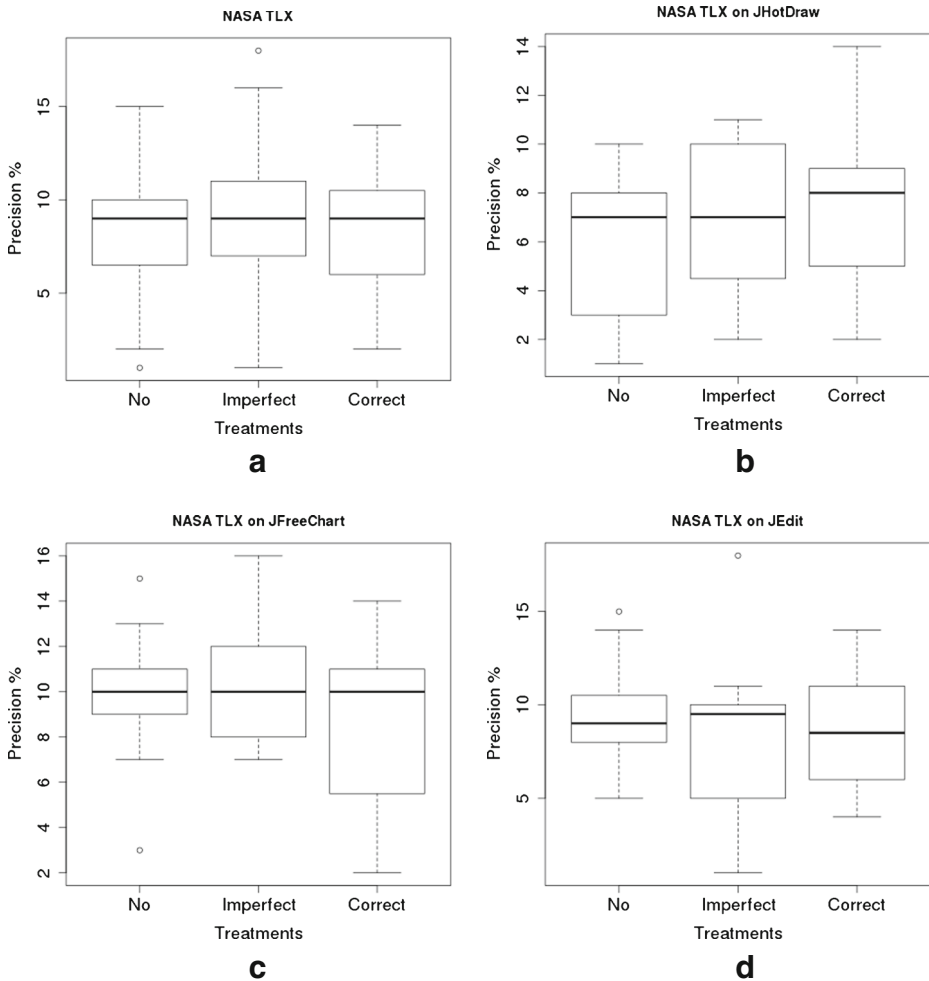 NASA TLX
Precision %
15
10
5
No Imperfect Correct
Treatments
a
NASA TLX on JHotDraw
Precision %
14
12
10
8
6
4
2
No Imperfect Correct
Treatments
b
NASA TLX on JFreeChart
Precision %
16
14
12
10
8
6
4
2
No Imperfect Correct
Treatments
c
NASA TLX on JEdit
Precision %
15
10
5
No Imperfect Correct
Treatments
d